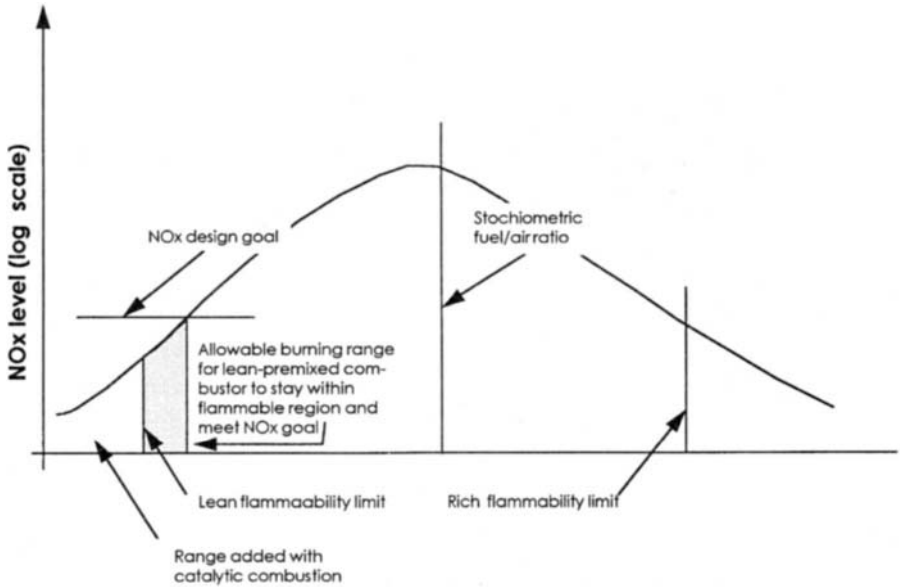 NOx level (log scale)
NOx design goal
Stochiometric
fuel/air ratio
Allowable burning range
for lean-premixed com-
bustor to stay within
flammable region and
meet NOx goal
Lean flammaability limit
Rich flammability limit
Range added with
catalytic combustion